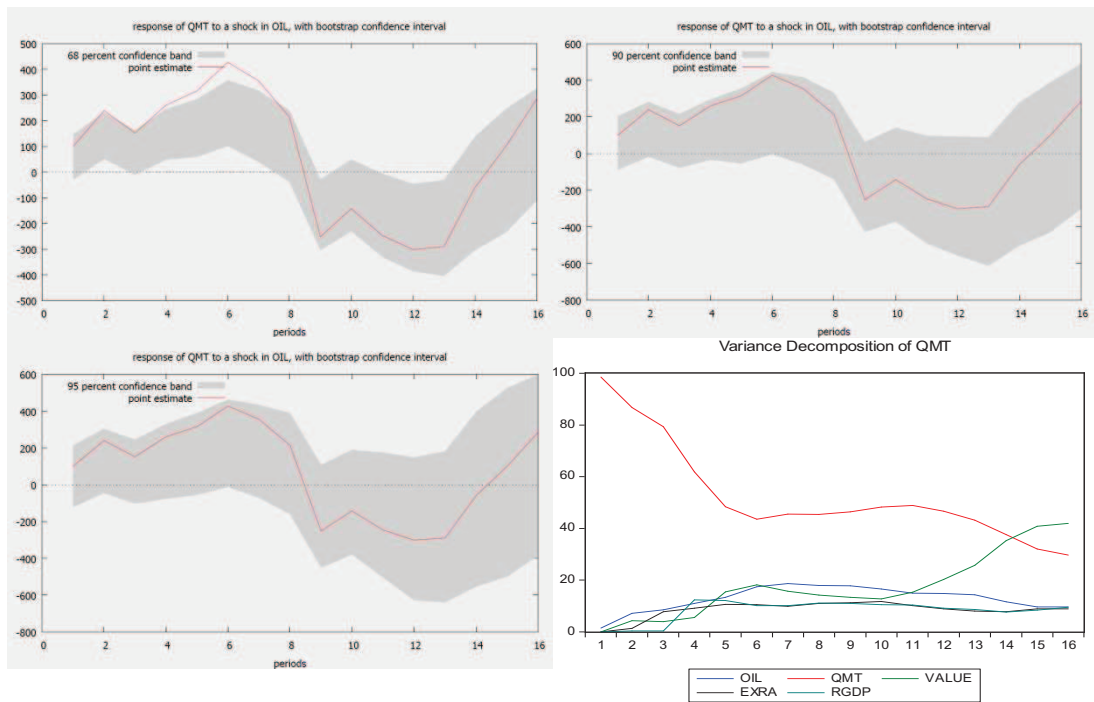 response of QMT to a shock in OIL, with bootstrap confidence interval
500
400
300
200
100
0
-100
-200
-300
-400
-500
68 percent confidence band
point estimate
0 2 4 6 8 10 12 14 16
periods
response of QMT to a shock in OIL, with bootstrap confidence interval
600
400
200
0
-200
-400
-600
-800
90 percent confidence band
point estimate
0 2 4 6 8 10 12 14 16
periods
response of QMT to a shock in OIL, with bootstrap confidence interval
600
400
200
0
-200
-400
-600
-800
95 percent confidence band
point estimate
0 2 4 6 8 10 12 14 16
periods
Variance Decomposition of QMT
100
80
60
40
20
0
1 2 3 4 5 6 7 8 9 10 11 12 13 14 15 16
OIL QMT VALUE
EXRA RGDP